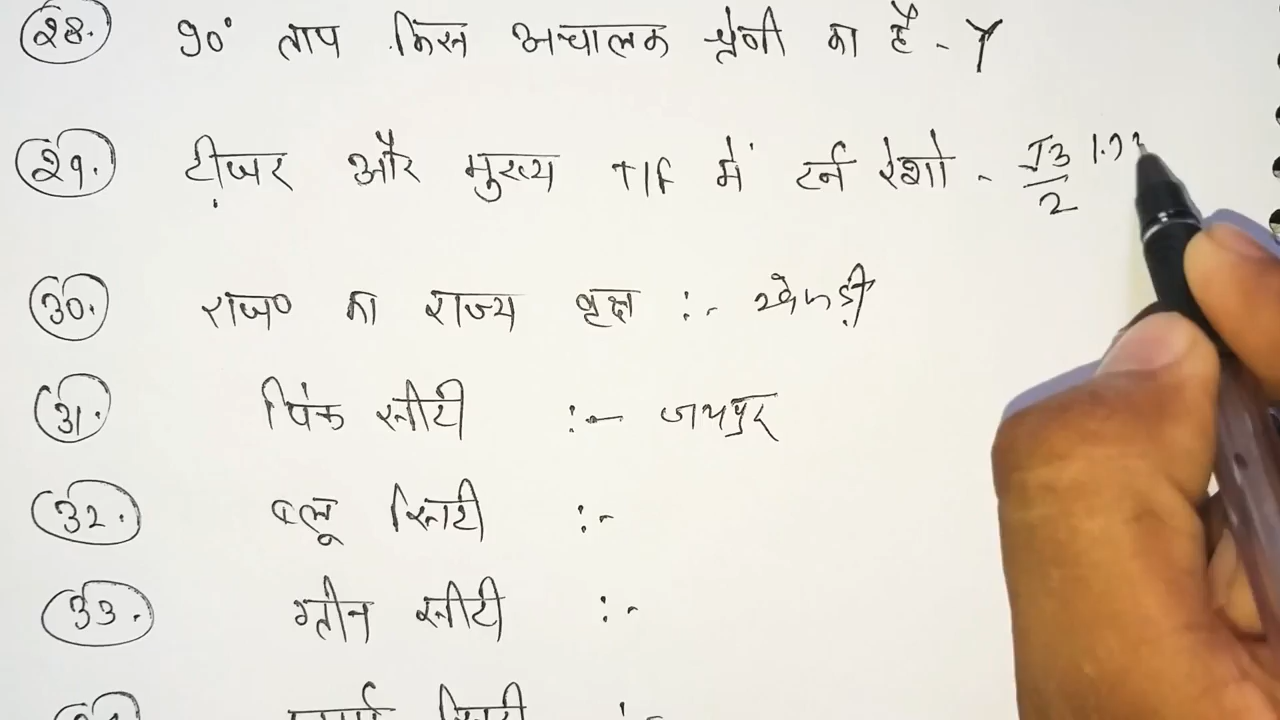 28. 90° ताप किस अचालक श्रेणी का है - Y
29. टीजर और मुख्य T/F में टर्न रेशो - √3/2 1.73
30. राज० का राज्य वृक्ष :- खेजड़ी
31. पिंक सीटी :- जयपुर
32. ब्लू सिटी :-
33. ग्रीन सीटी :-
सिटी :-